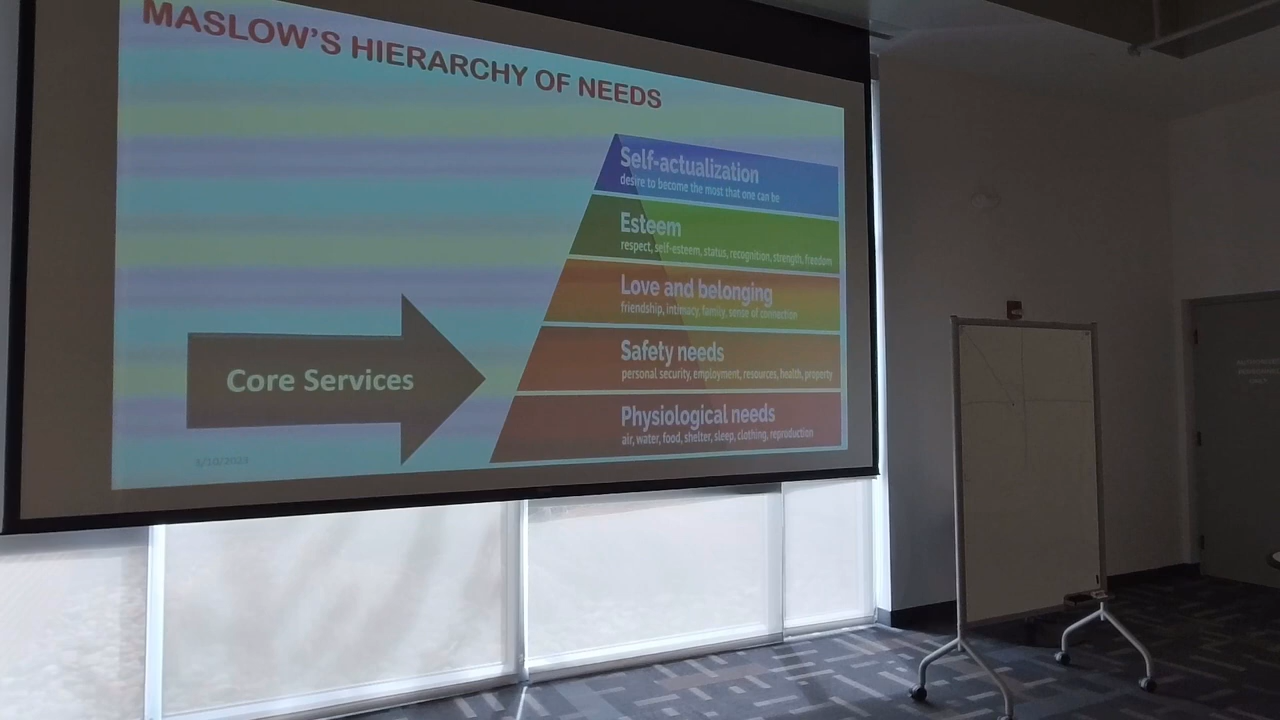 MASLOW'S HIERARCHY OF NEEDS
Self-actualization
desire to become the most that one can be
Esteem
respect, self-esteem, status, recognition, strength, freedom
Love and belonging
friendship, intimacy, family, sense of connection
Safety needs
personal security, employment, resources, health, property
Physiological needs
air, water, food, shelter, sleep, clothing, reproduction
Core Services